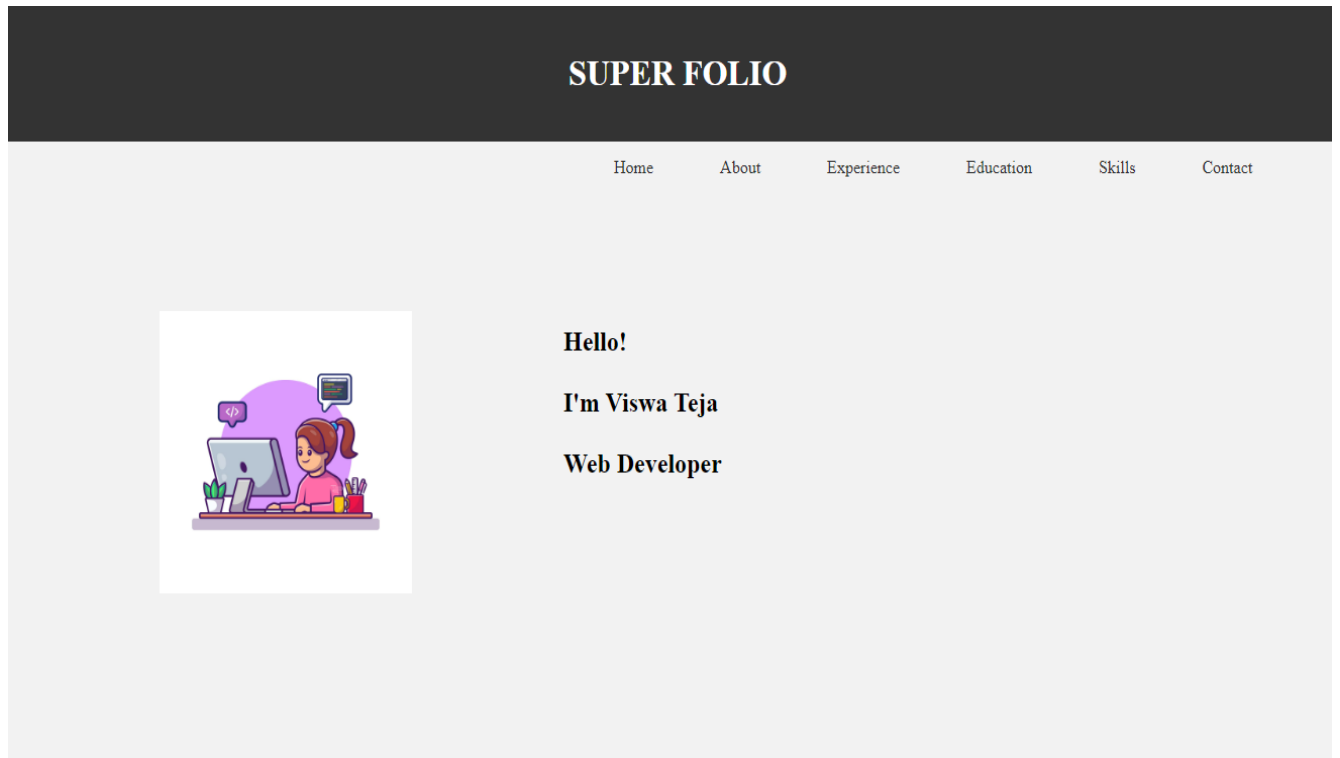 SUPER FOLIO
Home About Experience Education Skills Contact
Hello!
</>
I'm Viswa Teja
Web Developer